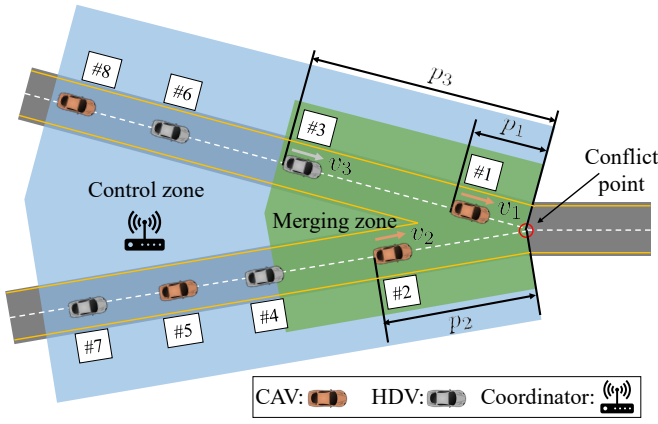 #8
#6
p₃
#3
p₁
v₃
#1
Conflict
point
Control zone
v₁
Merging zone
v₂
#2
#4
#5
#7
p₂
CAV: HDV: Coordinator: